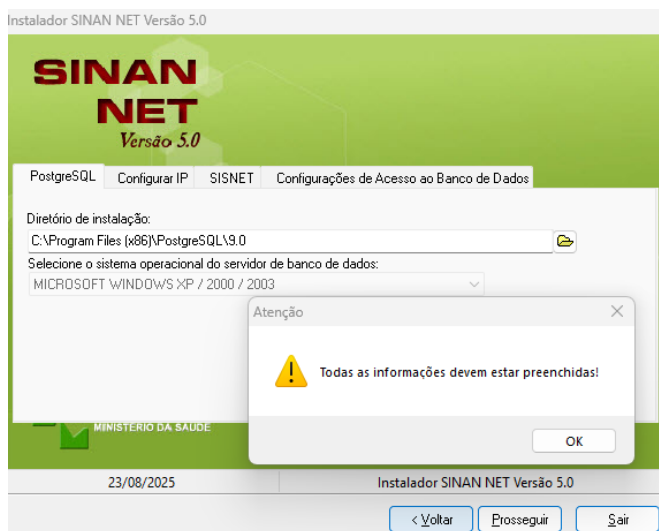 Instalador SINAN NET Versão 5.0
SINAN
NET
Versão 5.0
PostgreSQL Configurar IP SISNET Configurações de Acesso ao Banco de Dados
Diretório de instalação:
C:\Program Files (x86)\PostgreSQL\9.0
Selecione o sistema operacional do servidor de banco de dados:
MICROSOFT WINDOWS XP / 2000 / 2003
Atenção
Todas as informações devem estar preenchidas!
OK
MINISTÉRIO DA SAÚDE
23/08/2025 Instalador SINAN NET Versão 5.0
< Voltar Prosseguir Sair